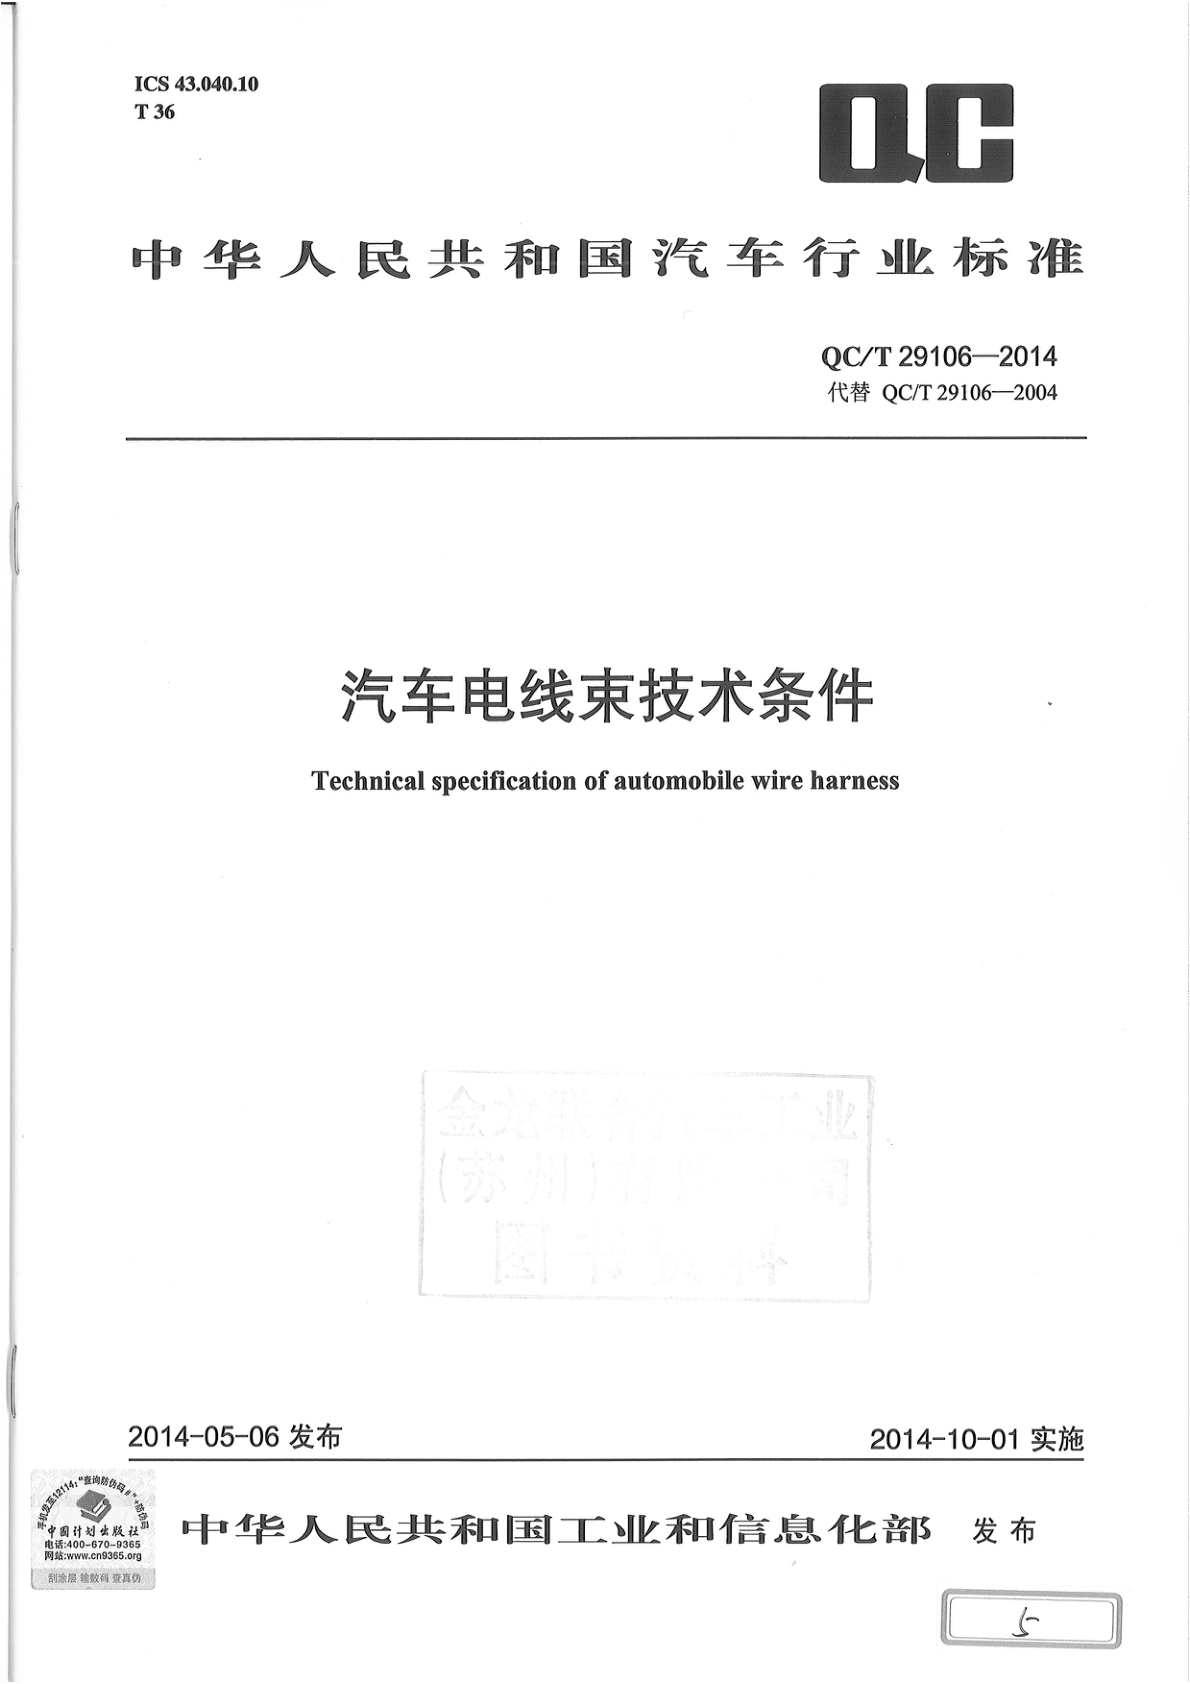 ICS 43.040.10
T 36
QC
中华人民共和国汽车行业标准
QC/T 29106—2014
代替 QC/T 29106—2004
汽车电线束技术条件
Technical specification of automobile wire harness
金龙联合汽车工业
(苏州)有限公司
图书资料
2014-05-06 发布
2014-10-01 实施
手机发至12114:"查询防伪码#"+防伪码
中国计划出版社
电话:400-670-9365
网站:www.cn9365.org
刮涂层 输数码 查真伪
中华人民共和国工业和信息化部 发布
5